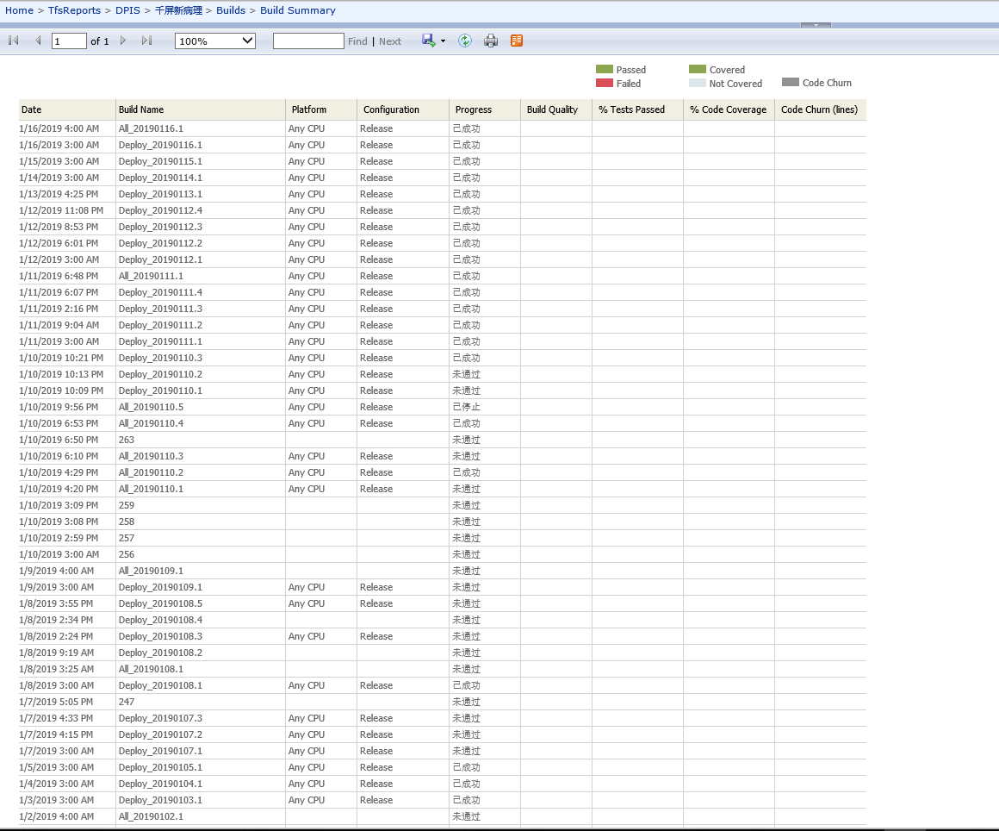 Home > TfsReports > DPIS > 千屏新病理 > Builds > Build Summary
1 of 1 100% Find | Next
Passed Covered
Failed Not Covered Code Churn
Date Build Name Platform Configuration Progress Build Quality % Tests Passed % Code Coverage Code Churn (lines)
1/16/2019 4:00 AM All_20190116.1 Any CPU Release 已成功
1/16/2019 3:00 AM Deploy_20190116.1 Any CPU Release 已成功
1/15/2019 3:00 AM Deploy_20190115.1 Any CPU Release 已成功
1/14/2019 3:00 AM Deploy_20190114.1 Any CPU Release 已成功
1/13/2019 4:25 PM Deploy_20190113.1 Any CPU Release 已成功
1/12/2019 11:08 PM Deploy_20190112.4 Any CPU Release 已成功
1/12/2019 8:53 PM Deploy_20190112.3 Any CPU Release 已成功
1/12/2019 6:01 PM Deploy_20190112.2 Any CPU Release 已成功
1/12/2019 3:00 AM Deploy_20190112.1 Any CPU Release 已成功
1/11/2019 6:48 PM All_20190111.1 Any CPU Release 已成功
1/11/2019 6:07 PM Deploy_20190111.4 Any CPU Release 已成功
1/11/2019 2:16 PM Deploy_20190111.3 Any CPU Release 已成功
1/11/2019 9:04 AM Deploy_20190111.2 Any CPU Release 已成功
1/11/2019 3:00 AM Deploy_20190111.1 Any CPU Release 已成功
1/10/2019 10:21 PM Deploy_20190110.3 Any CPU Release 已成功
1/10/2019 10:13 PM Deploy_20190110.2 Any CPU Release 未通过
1/10/2019 10:09 PM Deploy_20190110.1 Any CPU Release 未通过
1/10/2019 9:56 PM All_20190110.5 Any CPU Release 已停止
1/10/2019 6:53 PM All_20190110.4 Any CPU Release 已成功
1/10/2019 6:50 PM 263 未通过
1/10/2019 6:10 PM All_20190110.3 Any CPU Release 未通过
1/10/2019 4:29 PM All_20190110.2 Any CPU Release 已成功
1/10/2019 4:20 PM All_20190110.1 Any CPU Release 未通过
1/10/2019 3:09 PM 259 未通过
1/10/2019 3:08 PM 258 未通过
1/10/2019 2:59 PM 257 未通过
1/10/2019 3:00 AM 256 未通过
1/9/2019 4:00 AM All_20190109.1 未通过
1/9/2019 3:00 AM Deploy_20190109.1 Any CPU Release 未通过
1/8/2019 3:55 PM Deploy_20190108.5 Any CPU Release 未通过
1/8/2019 2:34 PM Deploy_20190108.4 未通过
1/8/2019 2:24 PM Deploy_20190108.3 Any CPU Release 未通过
1/8/2019 9:19 AM Deploy_20190108.2 未通过
1/8/2019 3:25 AM All_20190108.1 未通过
1/8/2019 3:00 AM Deploy_20190108.1 Any CPU Release 已成功
1/7/2019 5:05 PM 247 未通过
1/7/2019 4:33 PM Deploy_20190107.3 Any CPU Release 未通过
1/7/2019 4:15 PM Deploy_20190107.2 Any CPU Release 未通过
1/7/2019 3:00 AM Deploy_20190107.1 Any CPU Release 未通过
1/5/2019 3:00 AM Deploy_20190105.1 Any CPU Release 已成功
1/4/2019 3:00 AM Deploy_20190104.1 Any CPU Release 已成功
1/3/2019 3:00 AM Deploy_20190103.1 Any CPU Release 已成功
1/2/2019 4:00 AM All_20190102.1 未通过